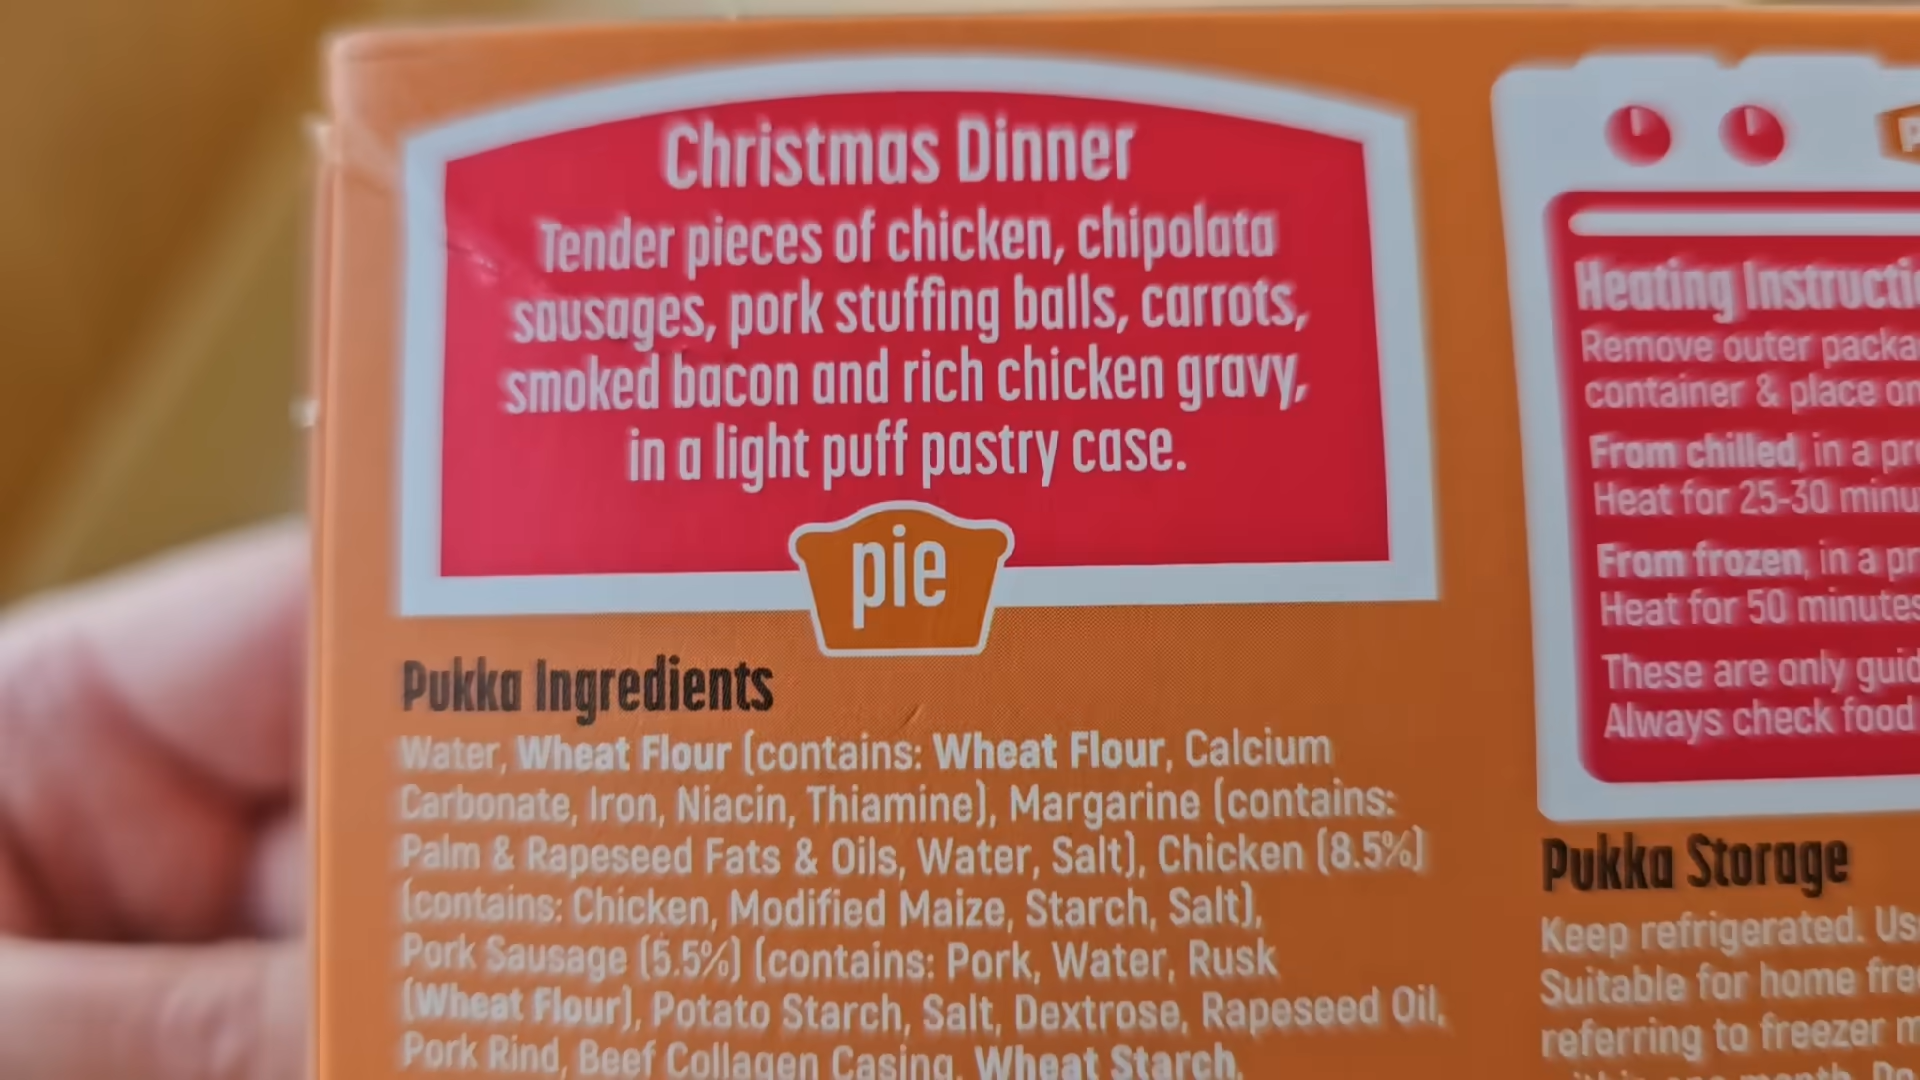 Christmas Dinner
Tender pieces of chicken, chipolata
sausages, pork stuffing balls, carrots,
smoked bacon and rich chicken gravy,
in a light puff pastry case.
pie
Pukka Ingredients
Water, Wheat Flour (contains: Wheat Flour, Calcium
Carbonate, Iron, Niacin, Thiamine), Margarine (contains:
Palm & Rapeseed Fats & Oils, Water, Salt), Chicken (8.5%)
(contains: Chicken, Modified Maize, Starch, Salt),
Pork Sausage (5.5%) (contains: Pork, Water, Rusk
(Wheat Flour), Potato Starch, Salt, Dextrose, Rapeseed Oil,
Pork Rind, Beef Collagen Casing, Wheat Starch,
Heating
Remove outer
container & place on
From chilled, in a
Heat for 25-30
From frozen, in a
Heat for 50 minutes
These are only
Always check food
Pukka Storage
Keep refrigerated.
Suitable for home
referring to freezer